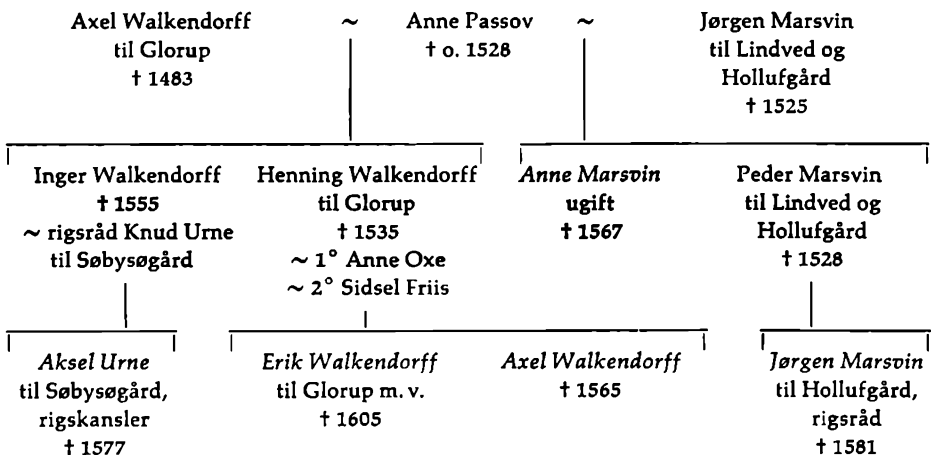 Axel Walkendorff ~ Anne Passov ~ Jørgen Marsvin
til Glorup † o. 1528 til Lindved og
† 1483 Hollufgård
† 1525
Inger Walkendorff Henning Walkendorff Anne Marsvin Peder Marsvin
† 1555 til Glorup ugift til Lindved og
~ rigsråd Knud Urne † 1535 † 1567 Hollufgård
til Søbysøgård ~ 1° Anne Oxe † 1528
~ 2° Sidsel Friis
Aksel Urne Erik Walkendorff Axel Walkendorff Jørgen Marsvin
til Søbysøgård, til Glorup m. v. † 1565 til Hollufgård,
rigskansler † 1605 rigsråd
† 1577 † 1581